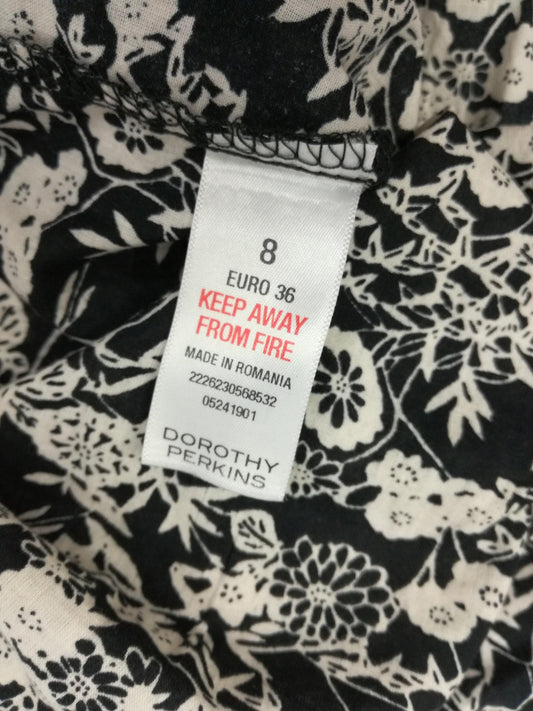 8
EURO 36
KEEP AWAY
FROM FIRE
MADE IN ROMANIA
2226230568532
05241901
DOROTHY
PERKINS